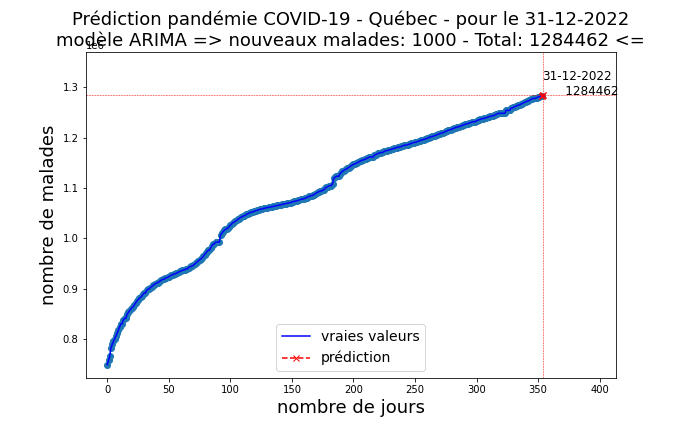 Prédiction pandémie COVID-19 - Québec - pour le 31-12-2022
modèle ARIMA => nouveaux malades: 1000 - Total: 1284462 <=
1e6
31-12-2022
1284462
1.3
1.2
1.1
1.0
0.9
0.8
nombre de malades
vraies valeurs
prédiction
0 50 100 150 200 250 300 350 400
nombre de jours